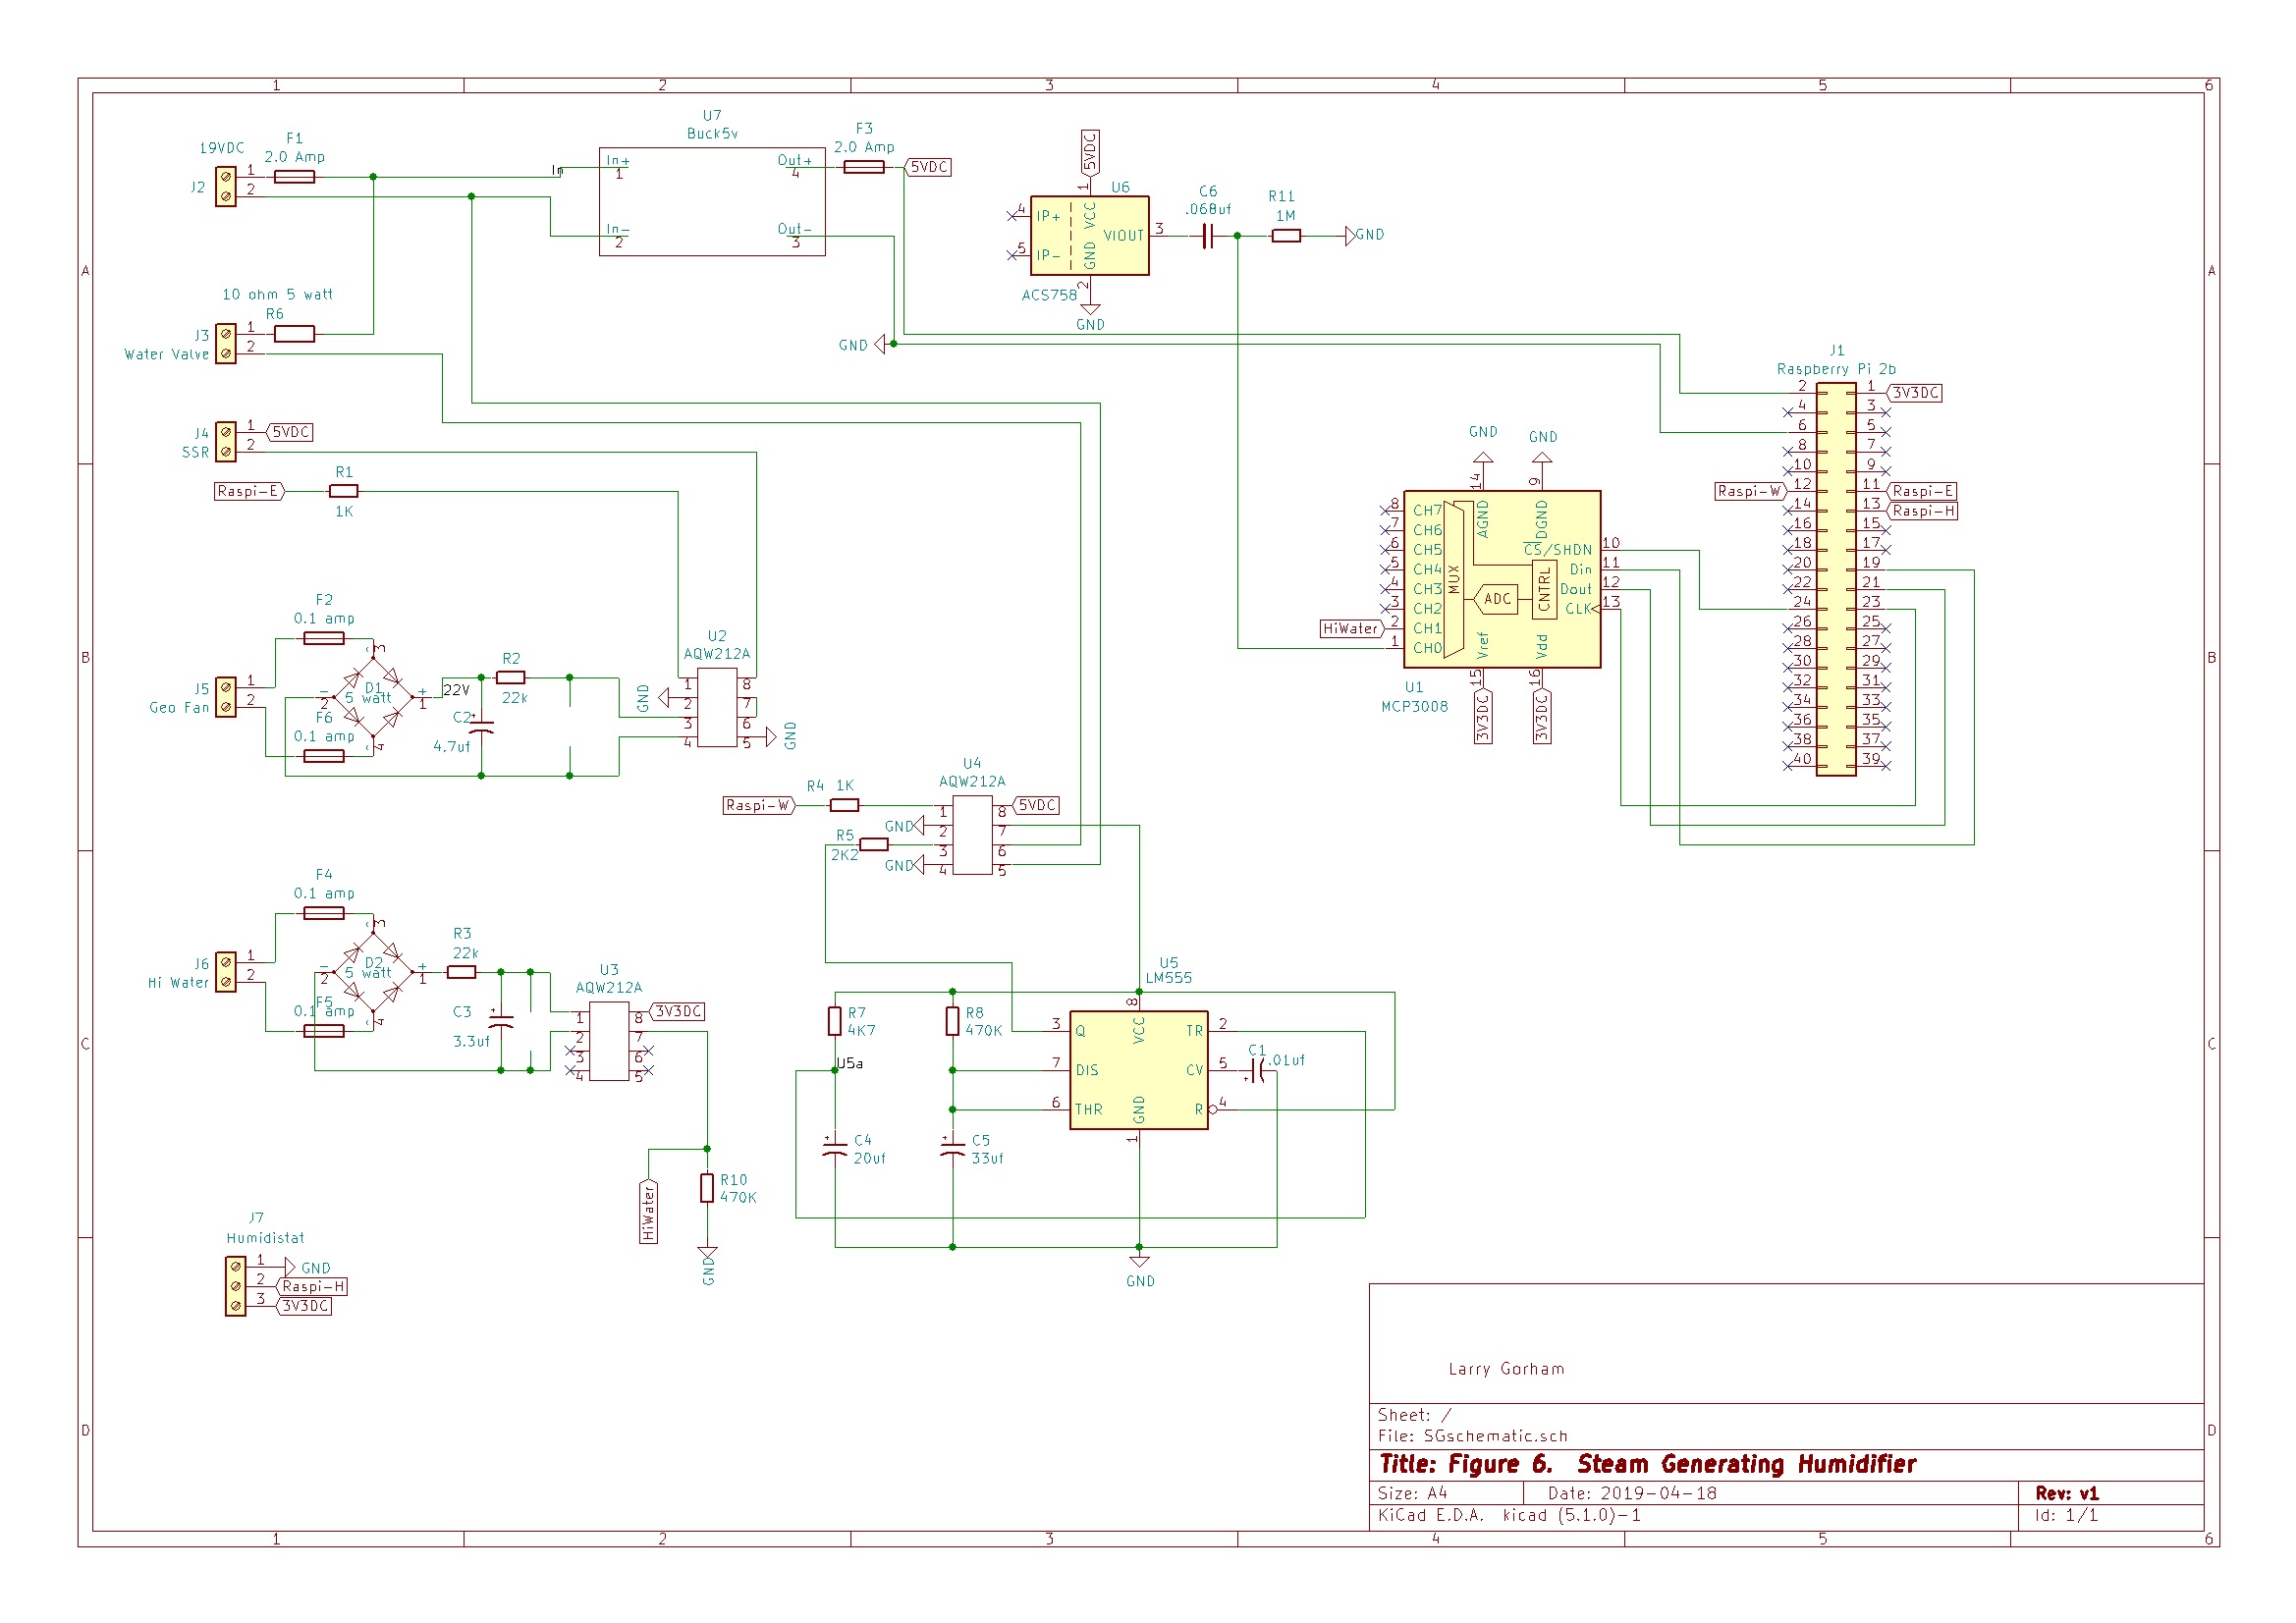 1 2 3 4 5 6
A
B
C
D
A
B
C
D
19VDC
J2
1
2
F1
2.0 Amp
In
U7
Buck5v
In+
1
In-
2
Out+
4
Out-
3
F3
2.0 Amp
5VDC
10 ohm 5 watt
R6
J3
Water Valve
1
2
GND
5VDC
U6
1
4
IP+
5
IP-
VCC
GND
VIOUT
3
2
ACS758
GND
C6
.068uf
R11
1M
GND
J4
SSR
1
2
5VDC
Raspi-E
R1
1K
F2
0.1 amp
J5
Geo Fan
1
2
D1
5 watt
3
-
2
+
1
4
F6
0.1 amp
22V
C2
4.7uf
R2
22k
U2
AQW212A
GND
1
2
3
4
8
7
6
5
GND
Raspi-W
R4 1K
R5
2K2
GND
GND
U4
AQW212A
1
2
3
4
8
7
6
5
5VDC
GND
GND
14
9
8
7
6
5
4
3
2
1
CH7
CH6
CH5
CH4
CH3
CH2
CH1
CH0
HiWater
MUX
ADC
CNTRL
AGND
DGND
CS/SHDN
Din
Dout
CLK
10
11
12
13
Vref
Vdd
15
16
U1
MCP3008
3V3DC
3V3DC
J1
Raspberry Pi 2b
2 1
3V3DC
4 3
6 5
8 7
10 9
Raspi-W
12 11
Raspi-E
14 13
Raspi-H
16 15
18 17
20 19
22 21
24 23
26 25
28 27
30 29
32 31
34 33
36 35
38 37
40 39
F4
0.1 amp
J6
Hi Water
1
2
D2
5 watt
3
-
2
+
1
4
F5
0.1 amp
R3
22k
C3
3.3uf
U3
AQW212A
1
2
3
4
8
7
6
5
3V3DC
HiWater
R10
470K
GND
R7
4K7
U5a
C4
20uf
R8
470K
C5
33uf
U5
LM555
8
VCC
3
Q
7
DIS
6
THR
TR
2
CV
5
R
4
GND
1
C1
.01uf
GND
J7
Humidistat
1
GND
2
Raspi-H
3
3V3DC
Larry Gorham
Sheet: /
File: SGschematic.sch
Title: Figure 6. Steam Generating Humidifier
Size: A4
Date: 2019-04-18
Rev: v1
KiCad E.D.A. kicad (5.1.0)-1
Id: 1/1
1 2 3 4 5 6